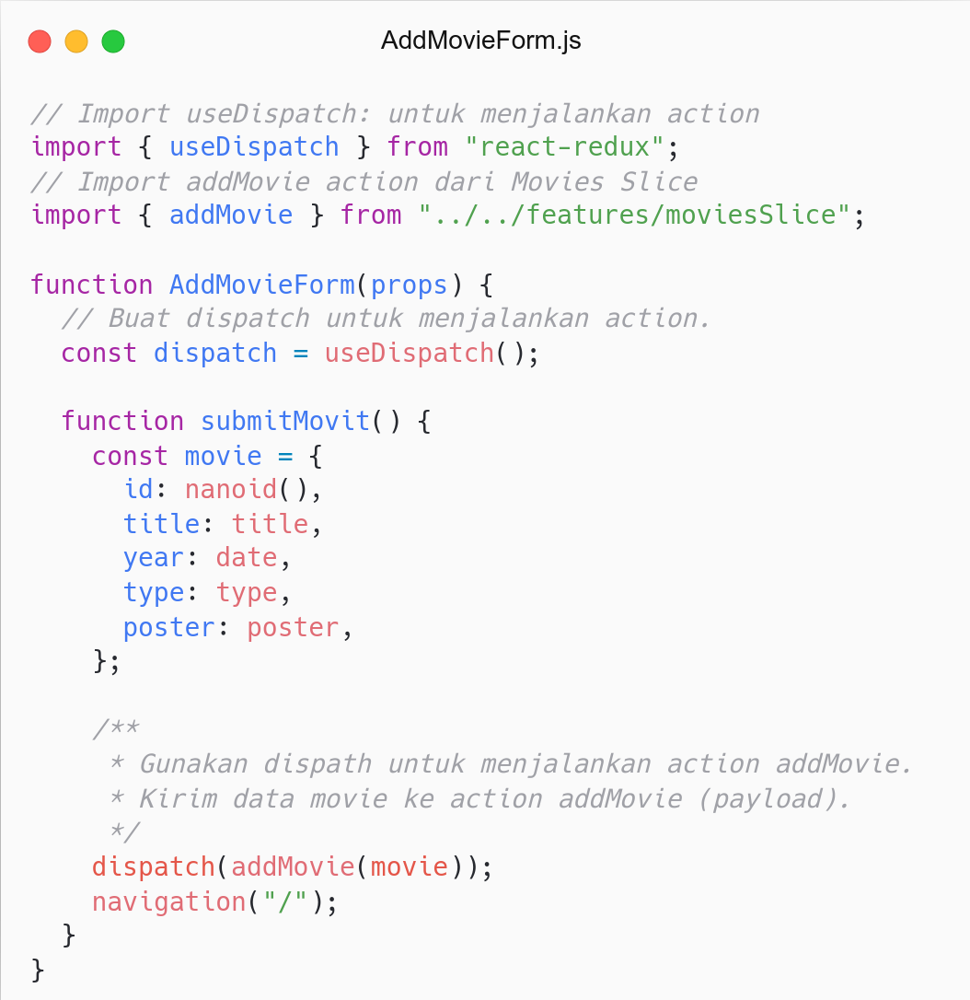 AddMovieForm.js
// Import useDispatch: untuk menjalankan action
import { useDispatch } from "react-redux";
// Import addMovie action dari Movies Slice
import { addMovie } from "../../features/moviesSlice";
function AddMovieForm(props) {
// Buat dispatch untuk menjalankan action.
const dispatch = useDispatch();
function submitMovit() {
const movie = {
id: nanoid(),
title: title,
year: date,
type: type,
poster: poster,
};
/**
* Gunakan dispath untuk menjalankan action addMovie.
* Kirim data movie ke action addMovie (payload).
*/
dispatch(addMovie(movie));
navigation("/");
}
}